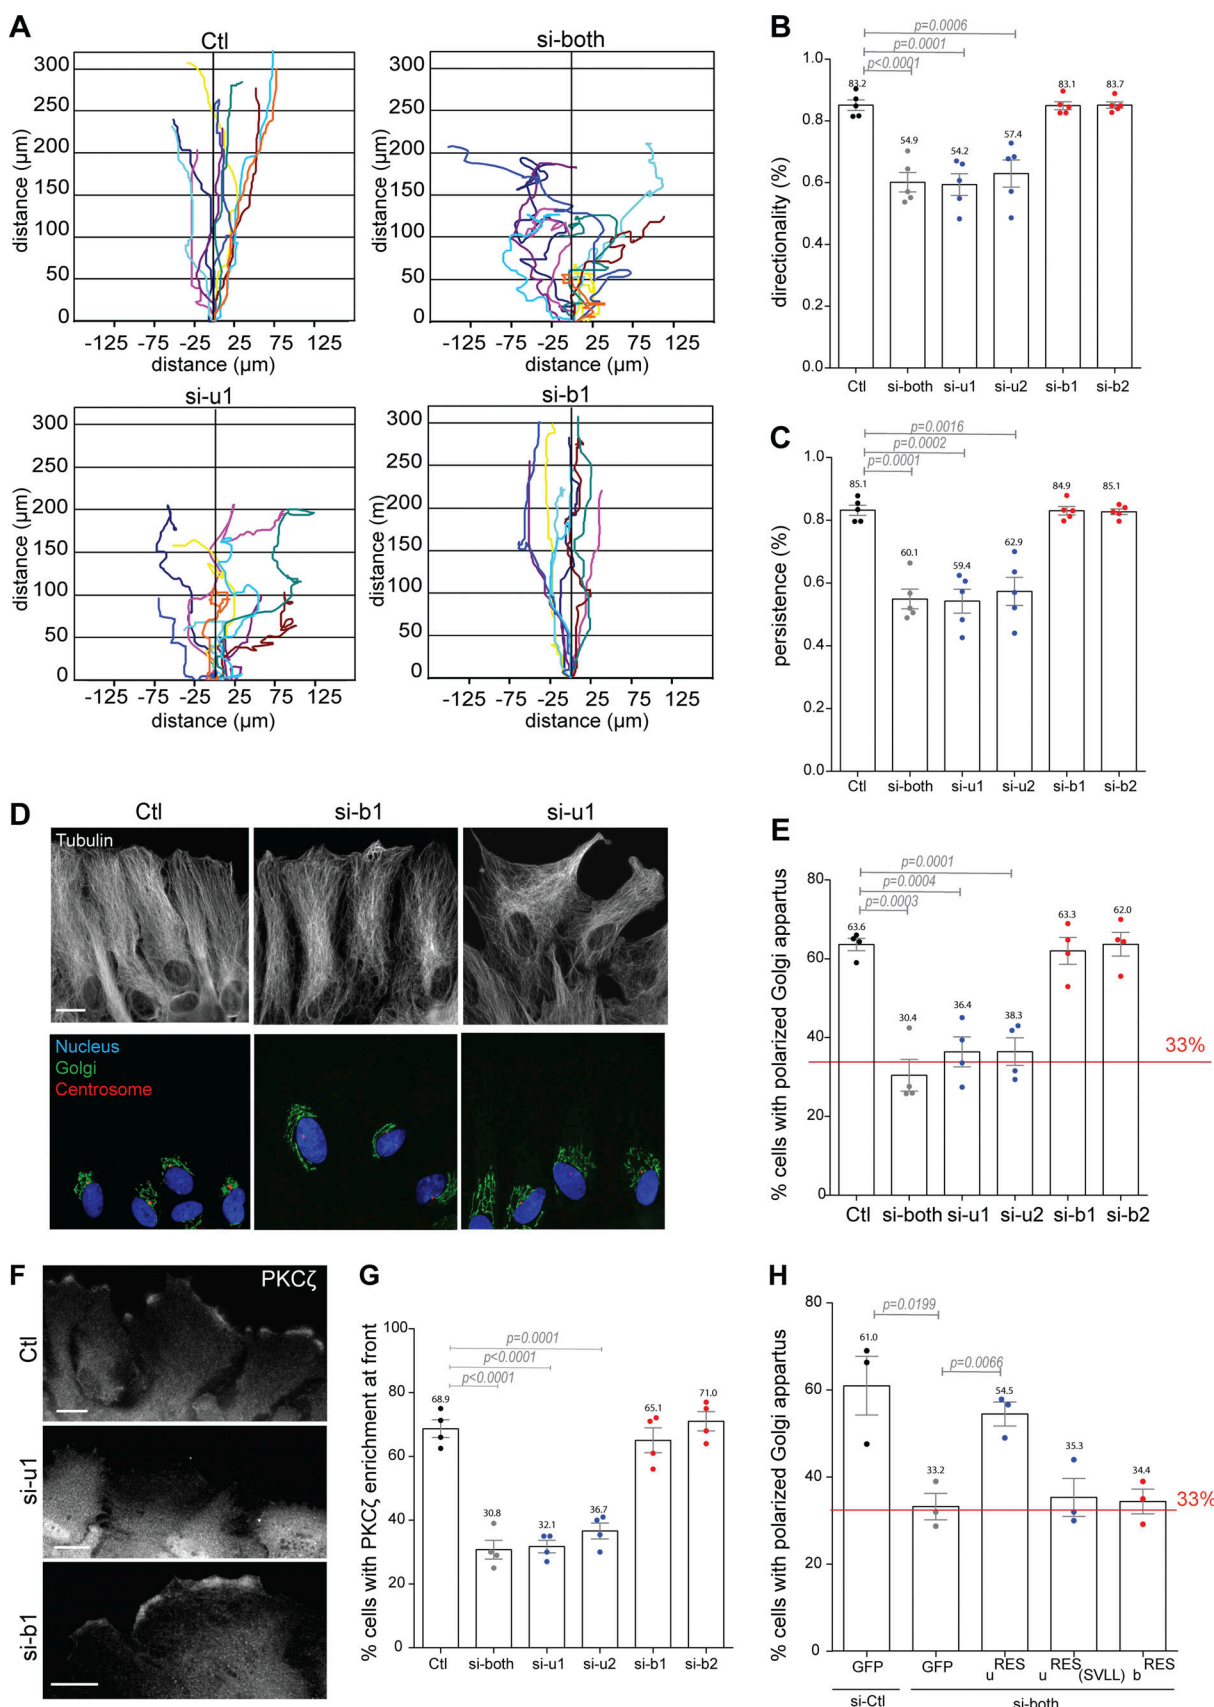 A
Ctl
300
250
200
150
100
50
0
distance (µm)
-125 -75 -25 25 75 125
distance (µm)
si-both
300
250
200
150
100
50
0
distance (µm)
-125 -75 -25 25 75 125
distance (µm)
si-u1
300
250
200
150
100
50
0
distance (µm)
-125 -75 -25 25 75 125
distance (µm)
si-b1
300
250
200
150
100
50
0
distance (m)
-125 -75 -25 25 75 125
distance (µm)
B
p=0.0006
p=0.0001
p<0.0001
1.0
0.8
0.6
0.4
0.2
0.0
directionality (%)
83.2 54.9 54.2 57.4 83.1 83.7
Ctl si-both si-u1 si-u2 si-b1 si-b2
C
p=0.0016
p=0.0002
p=0.0001
1.0
0.8
0.6
0.4
0.2
0.0
persistence (%)
85.1 60.1 59.4 62.9 84.9 85.1
Ctl si-both si-u1 si-u2 si-b1 si-b2
D
Ctl si-b1 si-u1
Tubulin
Nucleus
Golgi
Centrosome
E
p=0.0001
p=0.0004
p=0.0003
80
60
40
20
0
% cells with polarized Golgi appartus
63.6 30.4 36.4 38.3 63.3 62.0
33%
Ctl si-both si-u1 si-u2 si-b1 si-b2
F
PKCζ
Ctl
si-u1
si-b1
G
p=0.0001
p<0.0001
p<0.0001
100
80
60
40
20
0
% cells with PKCζ enrichment at front
68.9 30.8 32.1 36.7 65.1 71.0
Ctl si-both si-u1 si-u2 si-b1 si-b2
H
p=0.0199
p=0.0066
80
60
40
20
0
% cells with polarized Golgi appartus
61.0 33.2 54.5 35.3 34.4
33%
GFP GFP uRES uRES(SVLL) bRES
si-Ctl si-both